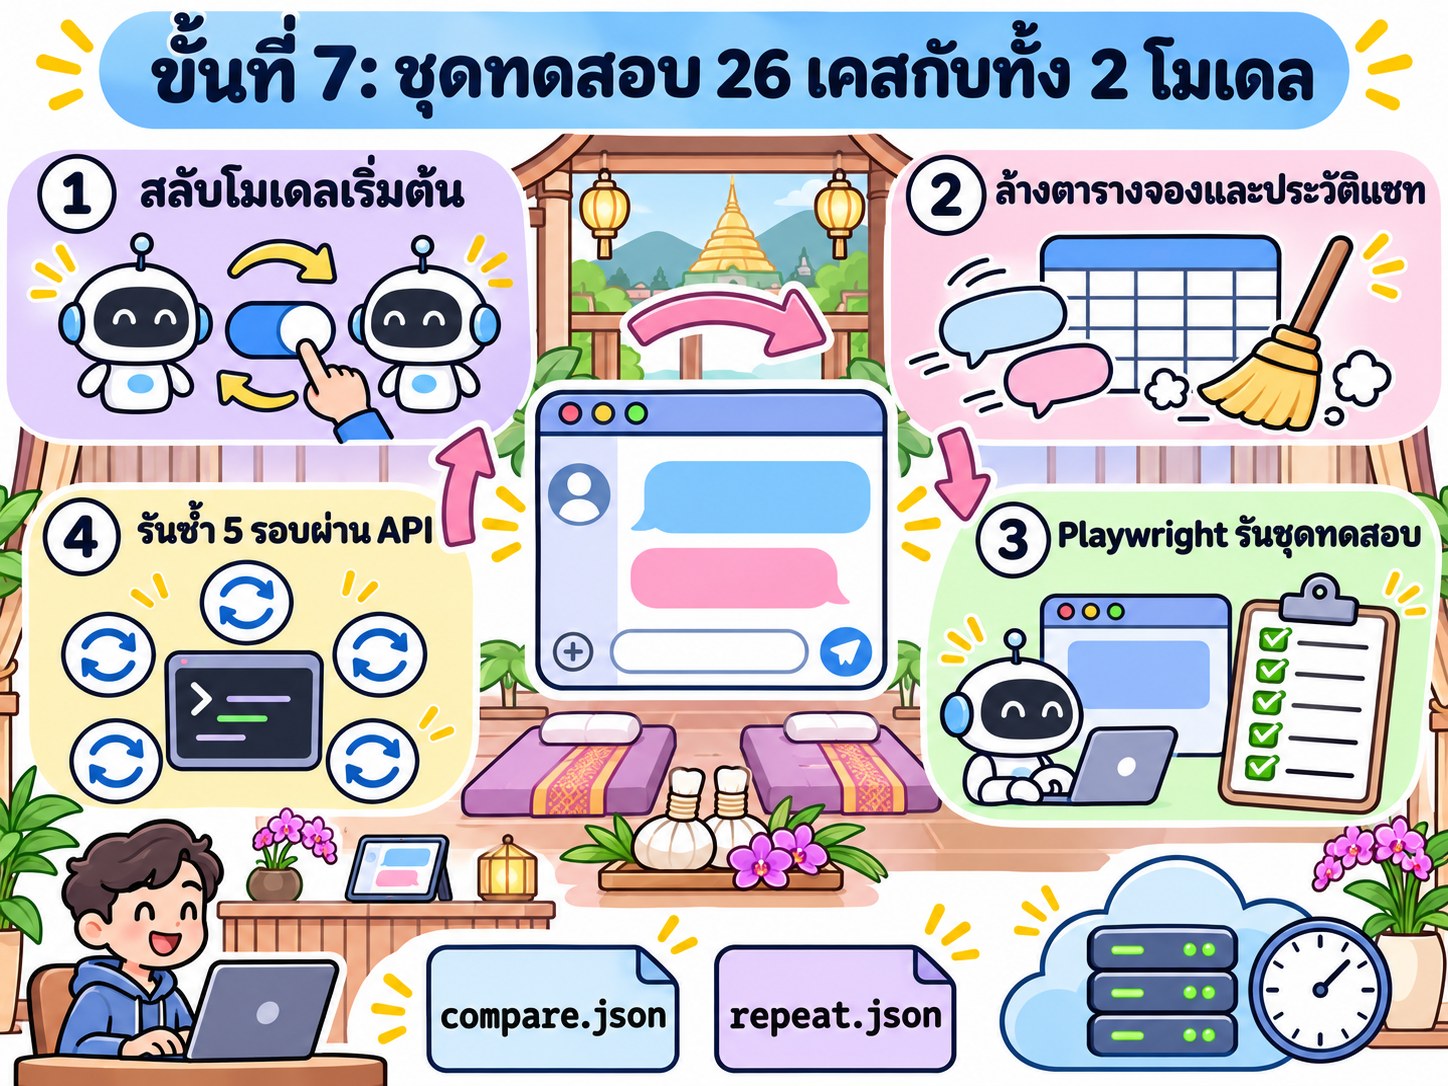 ขั้นที่ 7: ชุดทดสอบ 26 เคสกับทั้ง 2 โมเดล
1 สลับโมเดลเริ่มต้น
2 ล้างตารางจองและประวัติแชท
3 Playwright รันชุดทดสอบ
4 รันซ้ำ 5 รอบผ่าน API
compare.json
repeat.json